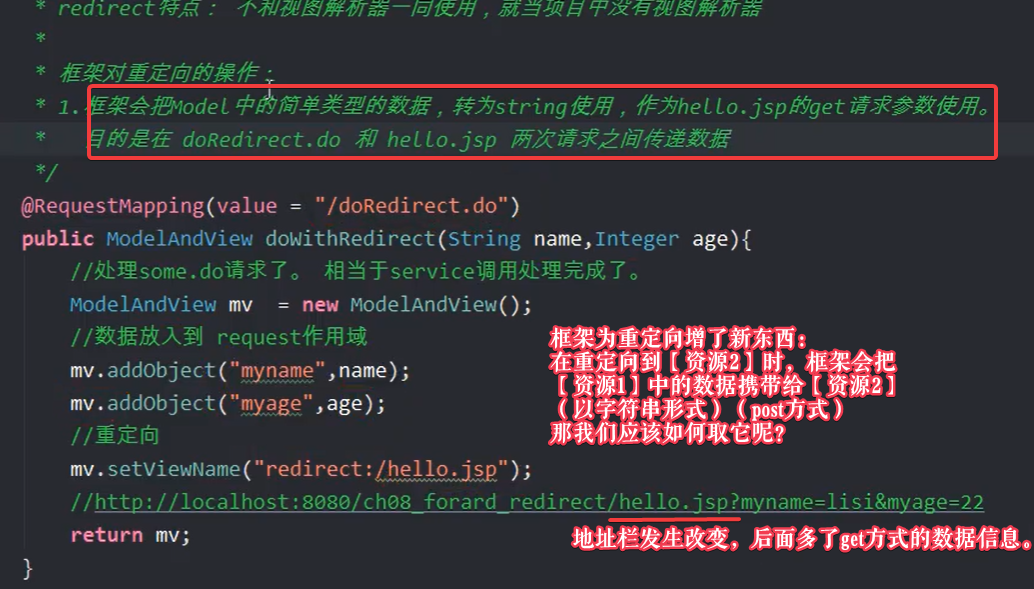 * redirect特点： 不和视图解析器一同使用，就当项目中没有视图解析器
*
* 框架对重定向的操作：
* 1.框架会把Model中的简单类型的数据，转为string使用，作为hello.jsp的get请求参数使用。
*   目的是在 doRedirect.do 和 hello.jsp 两次请求之间传递数据
*/
@RequestMapping(value = "/doRedirect.do")
public ModelAndView doWithRedirect(String name,Integer age){
//处理some.do请求了。 相当于service调用处理完成了。
ModelAndView mv  = new ModelAndView();
//数据放入到 request作用域
mv.addObject("myname",name);
mv.addObject("myage",age);
//重定向
mv.setViewName("redirect:/hello.jsp");
//http://localhost:8080/ch08_forard_redirect/hello.jsp?myname=lisi&myage=22
return mv;
}
框架为重定向增了新东西：
在重定向到【资源2】时，框架会把
【资源1】中的数据携带给【资源2】
（以字符串形式）（post方式）
那我们应该如何取它呢？
地址栏发生改变，后面多了get方式的数据信息。